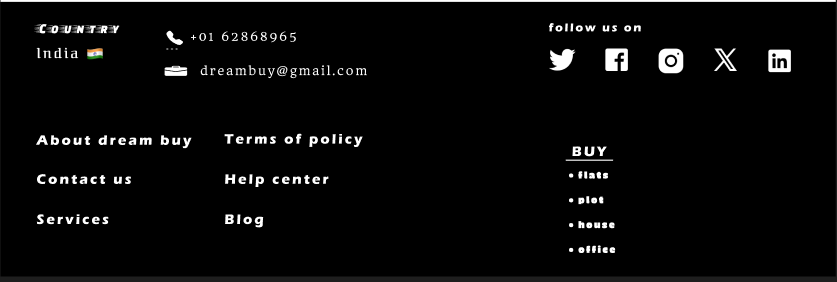 Country
India 🇮🇳
+01 62868965
dreambuy@gmail.com
follow us on
About dream buy
Contact us
Services
Terms of policy
Help center
Blog
BUY
• flats
• plot
• house
• office